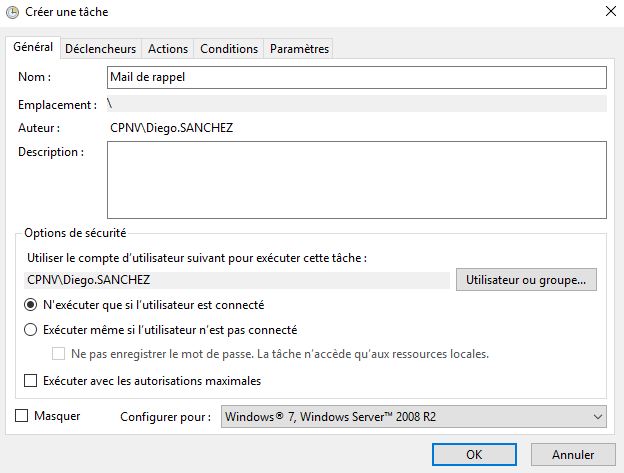 Créer une tâche
Général Déclencheurs Actions Conditions Paramètres
Nom : Mail de rappel
Emplacement : \
Auteur : CPNV\Diego.SANCHEZ
Description :
Options de sécurité
Utiliser le compte d'utilisateur suivant pour exécuter cette tâche :
CPNV\Diego.SANCHEZ Utilisateur ou groupe...
N'exécuter que si l'utilisateur est connecté
Exécuter même si l'utilisateur n'est pas connecté
Ne pas enregistrer le mot de passe. La tâche n'accède qu'aux ressources locales.
Exécuter avec les autorisations maximales
Masquer Configurer pour : Windows® 7, Windows Server™ 2008 R2
OK Annuler